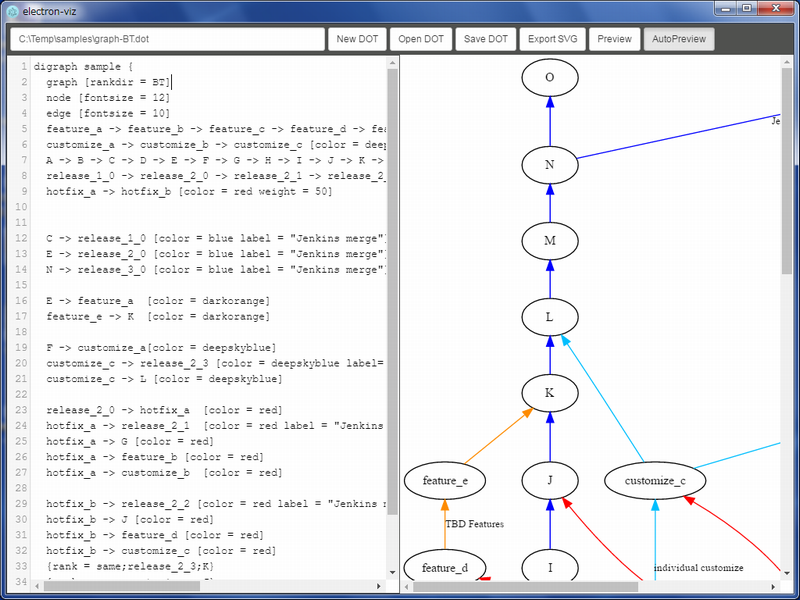 electron-viz
C:\Temp\samples\graph-BT.dot
New DOT
Open DOT
Save DOT
Export SVG
Preview
AutoPreview
1 digraph sample {
2 graph [rankdir = BT]
3 node [fontsize = 12]
4 edge [fontsize = 10]
5 feature_a -> feature_b -> feature_c -> feature_d -> fea
6 customize_a -> customize_b -> customize_c [color = deep
7 A -> B -> C -> D -> E -> F -> G -> H -> I -> J -> K ->
8 release_1_0 -> release_2_0 -> release_2_1 -> release_2_
9 hotfix_a -> hotfix_b [color = red weight = 50]
10
11
12 C -> release_1_0 [color = blue label = "Jenkins merge"]
13 E -> release_2_0 [color = blue label = "Jenkins merge"]
14 N -> release_3_0 [color = blue label = "Jenkins merge"]
15
16 E -> feature_a [color = darkorange]
17 feature_e -> K [color = darkorange]
18
19 F -> customize_a[color = deepskyblue]
20 customize_c -> release_2_3 [color = deepskyblue label=
21 customize_c -> L [color = deepskyblue]
22
23 release_2_0 -> hotfix_a [color = red]
24 hotfix_a -> release_2_1 [color = red label = "Jenkins
25 hotfix_a -> G [color = red]
26 hotfix_a -> feature_b [color = red]
27 hotfix_a -> customize_b [color = red]
28
29 hotfix_b -> release_2_2 [color = red label = "Jenkins m
30 hotfix_b -> J [color = red]
31 hotfix_b -> feature_d [color = red]
32 hotfix_b -> customize_c [color = red]
33 {rank = same;release_2_3;K}
34
O
Je
N
M
L
K
feature_e
J
customize_c
TBD Features
feature_d
I
individual customize